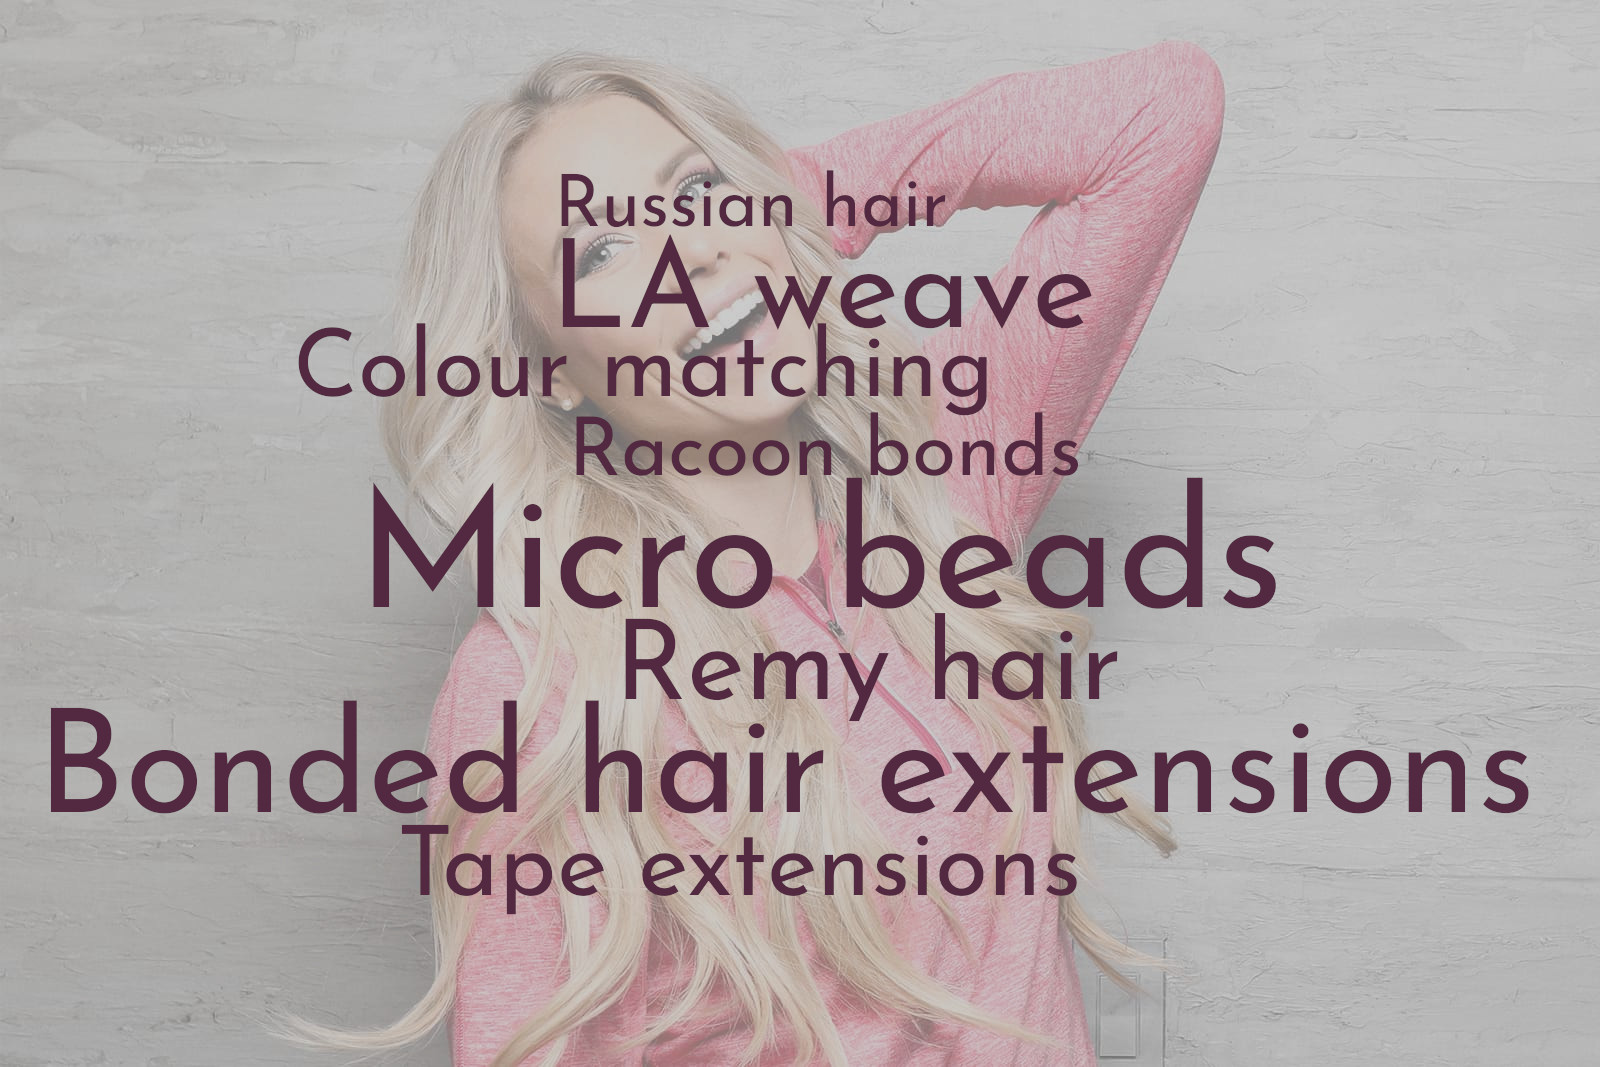 Russian hair
LA weave
Colour matching
Racoon bonds
Micro beads
Remy hair
Bonded hair extensions
Tape extensions